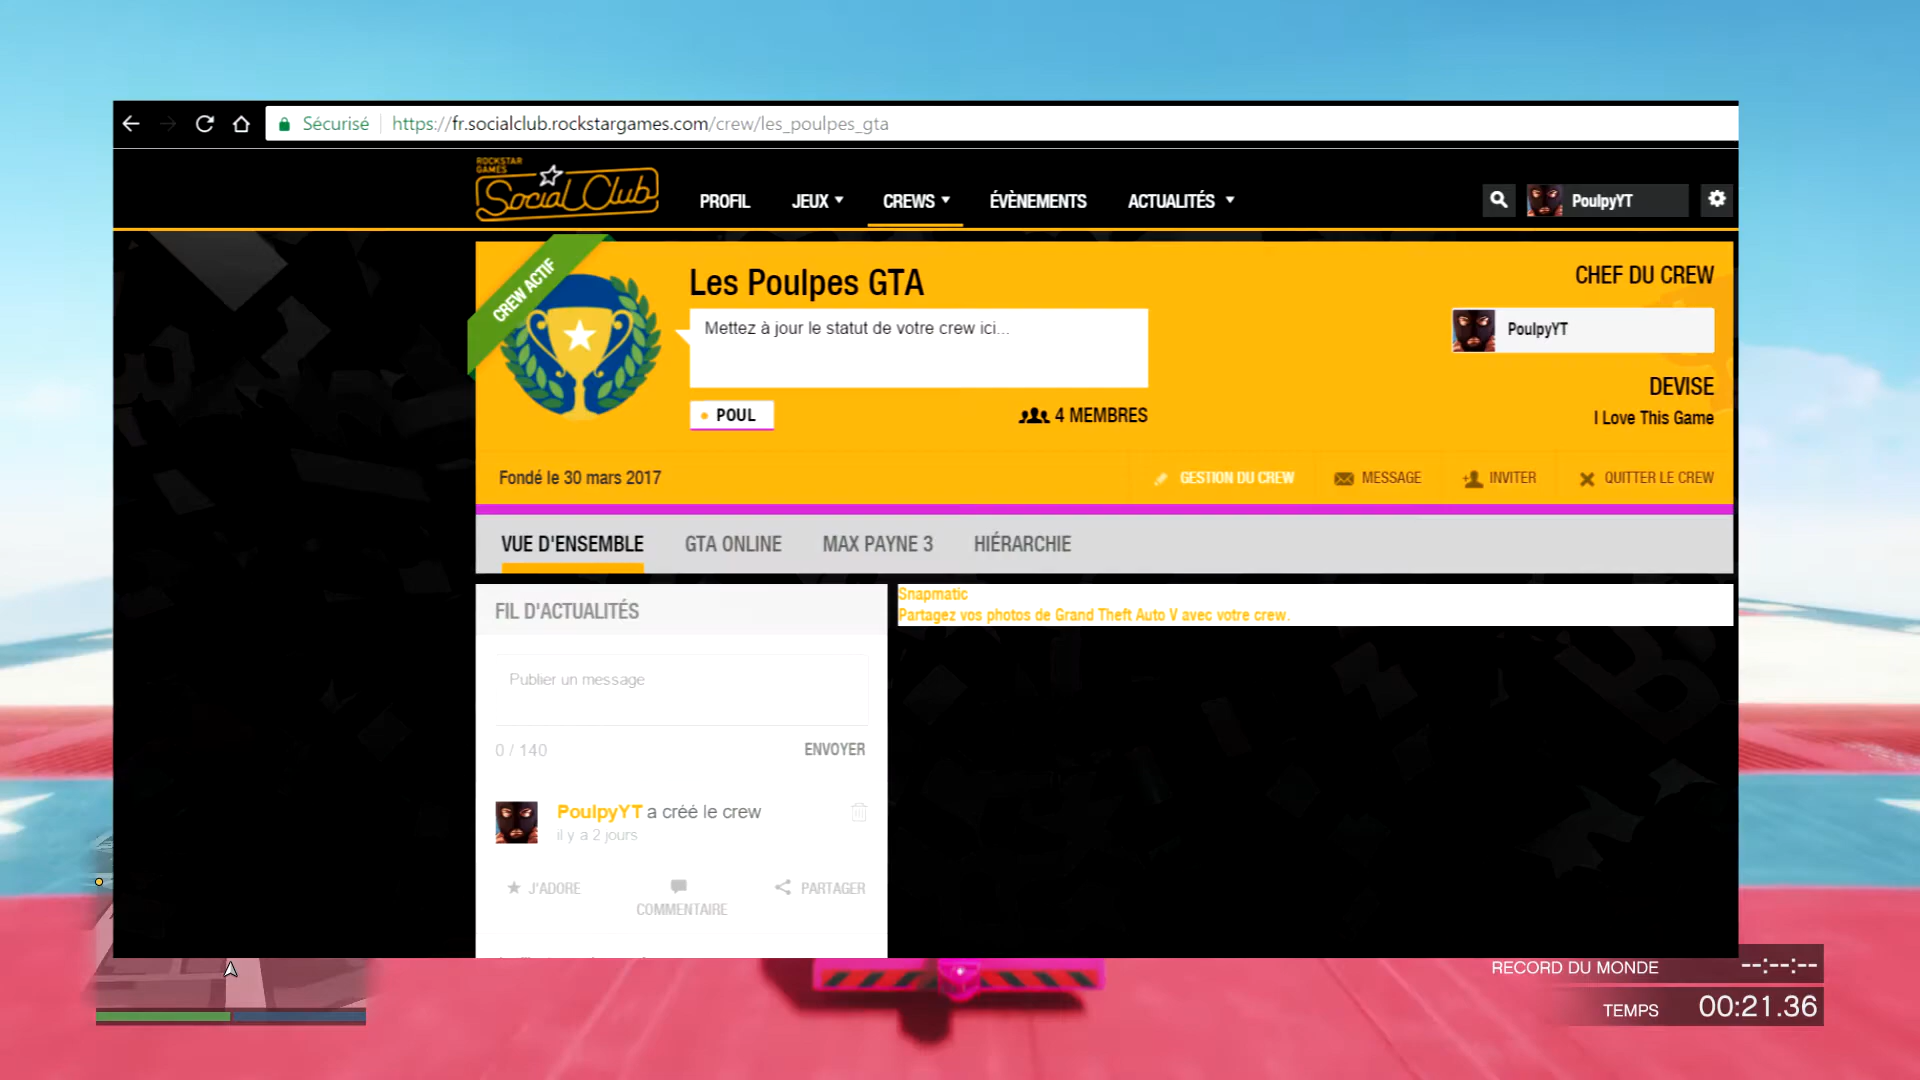 Sécurisé https://fr.socialclub.rockstargames.com/crew/les_poulpes_gta
ROCKSTAR
GAMES
Social Club
PROFIL JEUX CREWS ÉVÈNEMENTS ACTUALITÉS PoulpyYT
CREW ACTIF
Les Poulpes GTA
Mettez à jour le statut de votre crew ici...
POUL
4 MEMBRES
CHEF DU CREW
PoulpyYT
DEVISE
I Love This Game
Fondé le 30 mars 2017
GESTION DU CREW MESSAGE INVITER QUITTER LE CREW
VUE D'ENSEMBLE GTA ONLINE MAX PAYNE 3 HIÉRARCHIE
FIL D'ACTUALITÉS
Publier un message
0 / 140 ENVOYER
PoulpyYT a créé le crew
il y a 2 jours
J'ADORE COMMENTAIRE PARTAGER
Snapmatic
Partagez vos photos de Grand Theft Auto V avec votre crew.
RECORD DU MONDE --:--:--
TEMPS 00:21.36